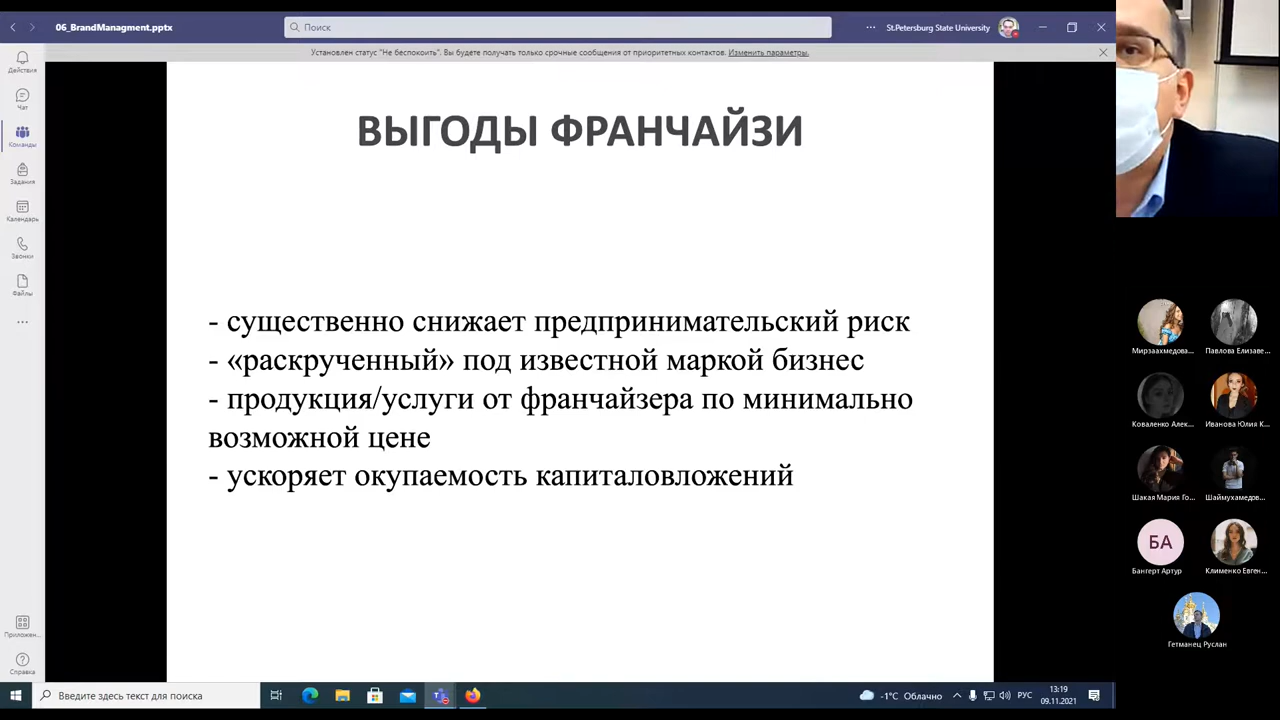 06_BrandManagment.pptx
Поиск
St.Petersburg State University
Установлен статус "Не беспокоить". Вы будете получать только срочные сообщения от приоритетных контактов. Изменить параметры.
Действия
Чат
Команды
Задания
Календарь
Звонки
Файлы
Приложен...
Справка
ВЫГОДЫ ФРАНЧАЙЗИ
- существенно снижает предпринимательский риск
- «раскрученный» под известной маркой бизнес
- продукция/услуги от франчайзера по минимально
возможной цене
- ускоряет окупаемость капиталовложений
Мирзаахмедова...
Павлова Елизаве...
Коваленко Алек...
Иванова Юлия К...
Шакая Мария Го...
Шаймухамедов...
БА
Бангерт Артур
Клименко Евген...
Гетманец Руслан
Введите здесь текст для поиска
-1°C Облачно
РУС
13:19
09.11.2021